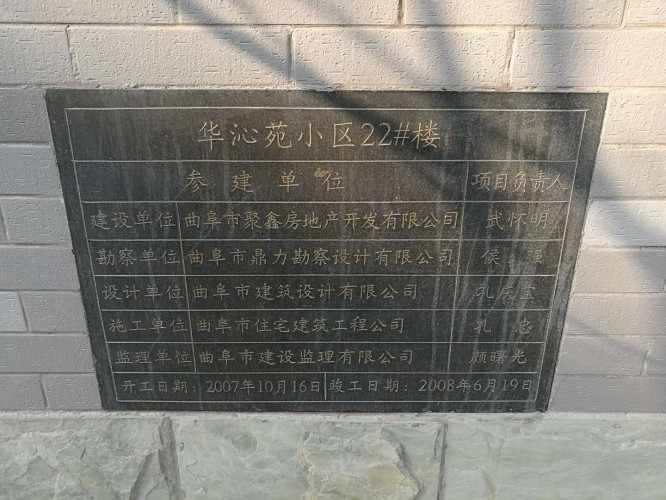 华沁苑小区22#楼
参建单位 项目负责人
建设单位 曲阜市聚鑫房地产开发有限公司 武怀明
勘察单位 曲阜市鼎力勘察设计有限公司 侯强
设计单位 曲阜市建筑设计有限公司 孔庆宝
施工单位 曲阜市住宅建筑工程公司 孔忠
监理单位 曲阜市建设监理有限公司 颜曙光
开工日期：2007年10月16日 竣工日期：2008年6月19日